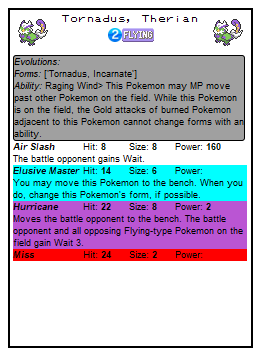 Tornadus, Therian
2 FLYING
Evolutions:
Forms: ['Tornadus, Incarnate']
Ability: Raging Wind> This Pokemon may MP move
past other Pokemon on the field. While this Pokemon
is on the field, the Gold attacks of burned Pokemon
adjacent to this Pokemon cannot change forms with an
ability.
Air Slash Hit: 8 Size: 8 Power: 160
The battle opponent gains Wait.
Elusive Master Hit: 14 Size: 6 Power:
You may move this Pokemon to the bench. When you
do, change this Pokemon's form, if possible.
Hurricane Hit: 22 Size: 8 Power: 2
Moves the battle opponent to the bench. The battle
opponent and all opposing Flying-type Pokemon on the
field gain Wait 3.
Miss Hit: 24 Size: 2 Power: